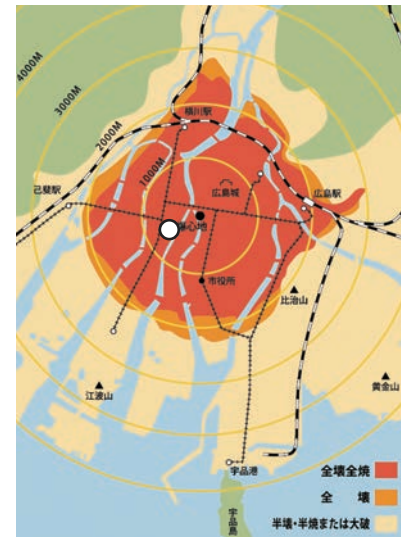 4000M
3000M
2000M
1000M
横川駅
己斐駅
広島城
広島駅
心地
市役所
比治山
江波山
黄金山
宇品港
宇品島
全壊全焼
全 壊
半壊・半焼または大破